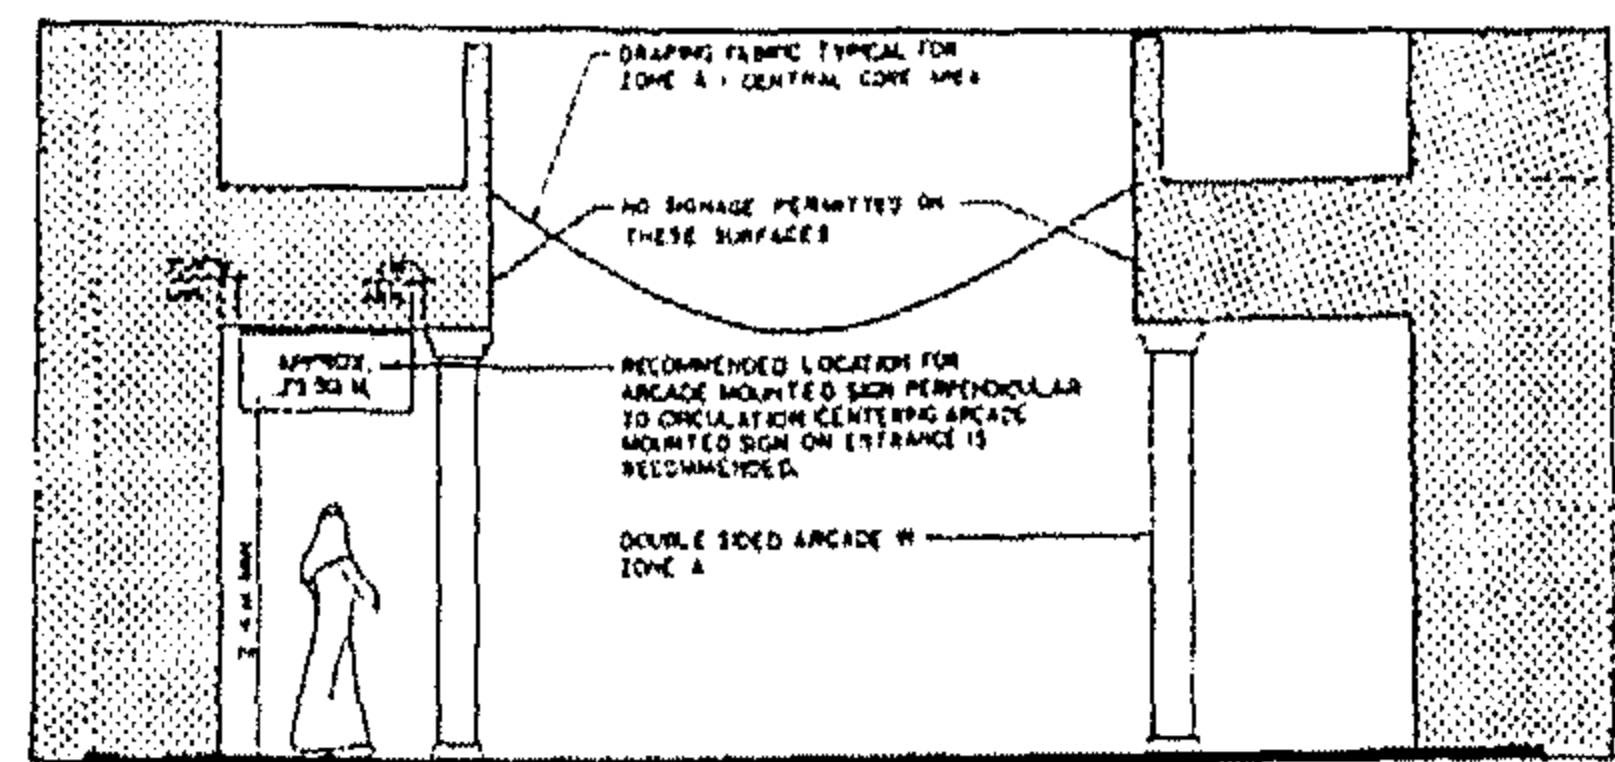 DRAPING FABRIC TYPICAL FOR
ZONE A : CENTRAL CORE AREA
NO SIGNAGE PERMITTED ON
THESE SURFACES
APPROX.
.75 SQ M.
RECOMMENDED LOCATION FOR
ARCADE MOUNTED SIGN PERPENDICULAR
TO CIRCULATION CENTERING ARCADE
MOUNTED SIGN ON ENTRANCE IS
RECOMMENDED.
DOUBLE SIDED ARCADE IN
ZONE A